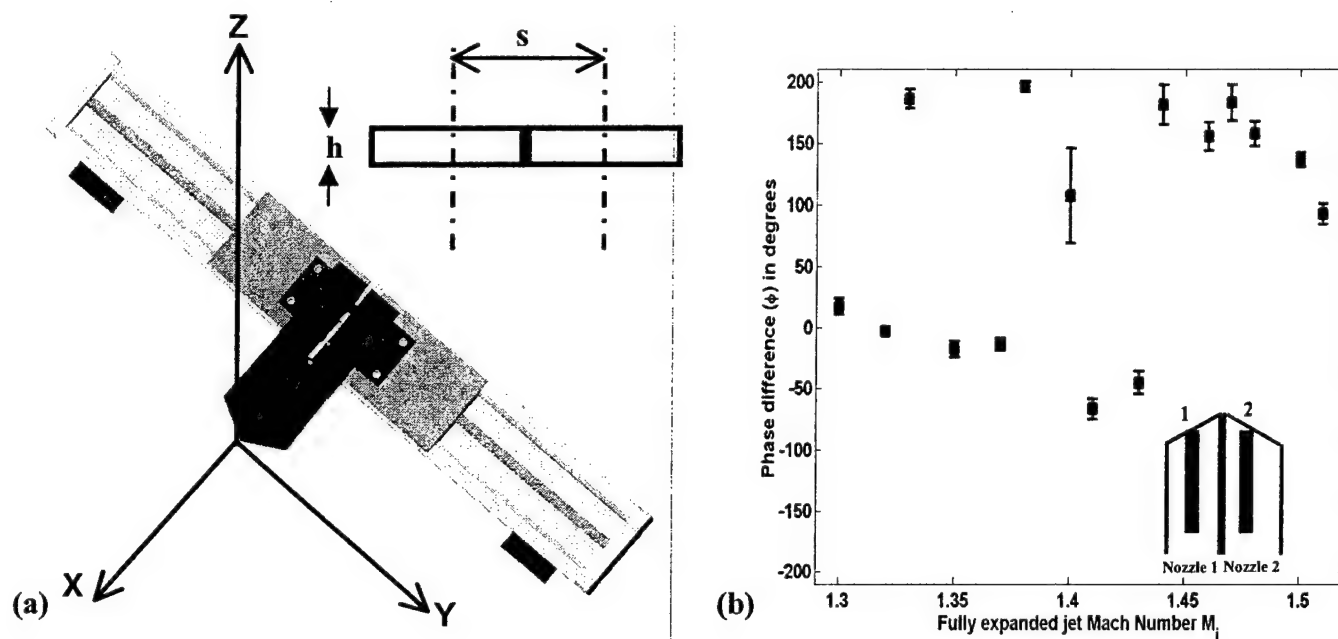 Z
s
h
X
Y
(a)
Phase difference (ϕ) in degrees
200
150
100
50
0
-50
-100
-150
-200
1.3
1.35
1.4
1.45
1.5
Fully expanded jet Mach Number Mj
1
2
Nozzle 1
Nozzle 2
(b)